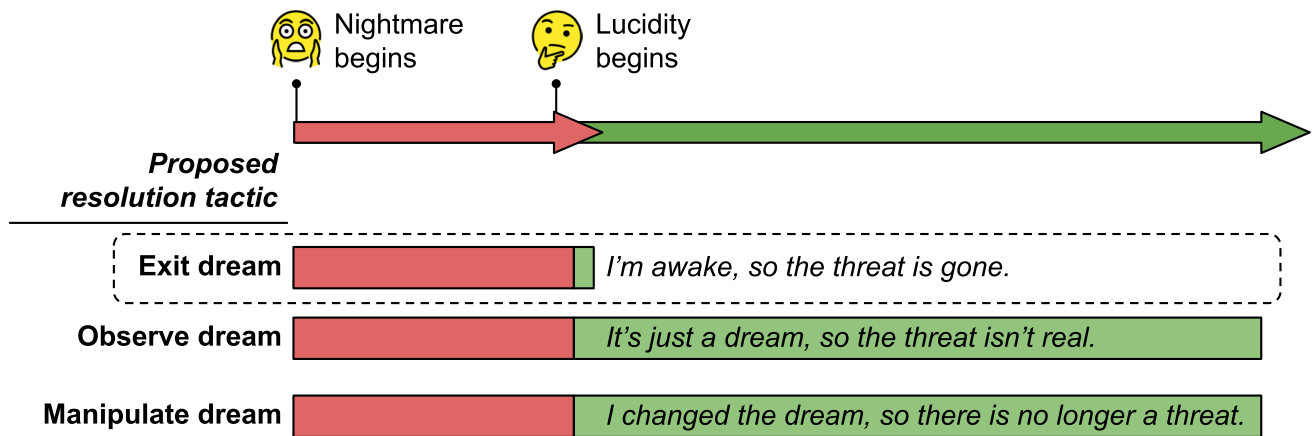 Nightmare
begins
Lucidity
begins
Proposed
resolution tactic
Exit dream
I'm awake, so the threat is gone.
Observe dream
It's just a dream, so the threat isn't real.
Manipulate dream
I changed the dream, so there is no longer a threat.